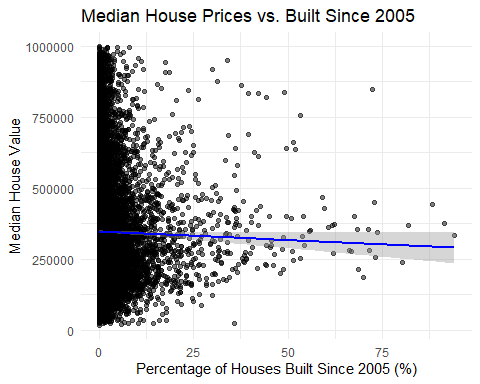 Median House Prices vs. Built Since 2005
Median House Value
1000000
750000
500000
250000
0
0 25 50 75
Percentage of Houses Built Since 2005 (%)